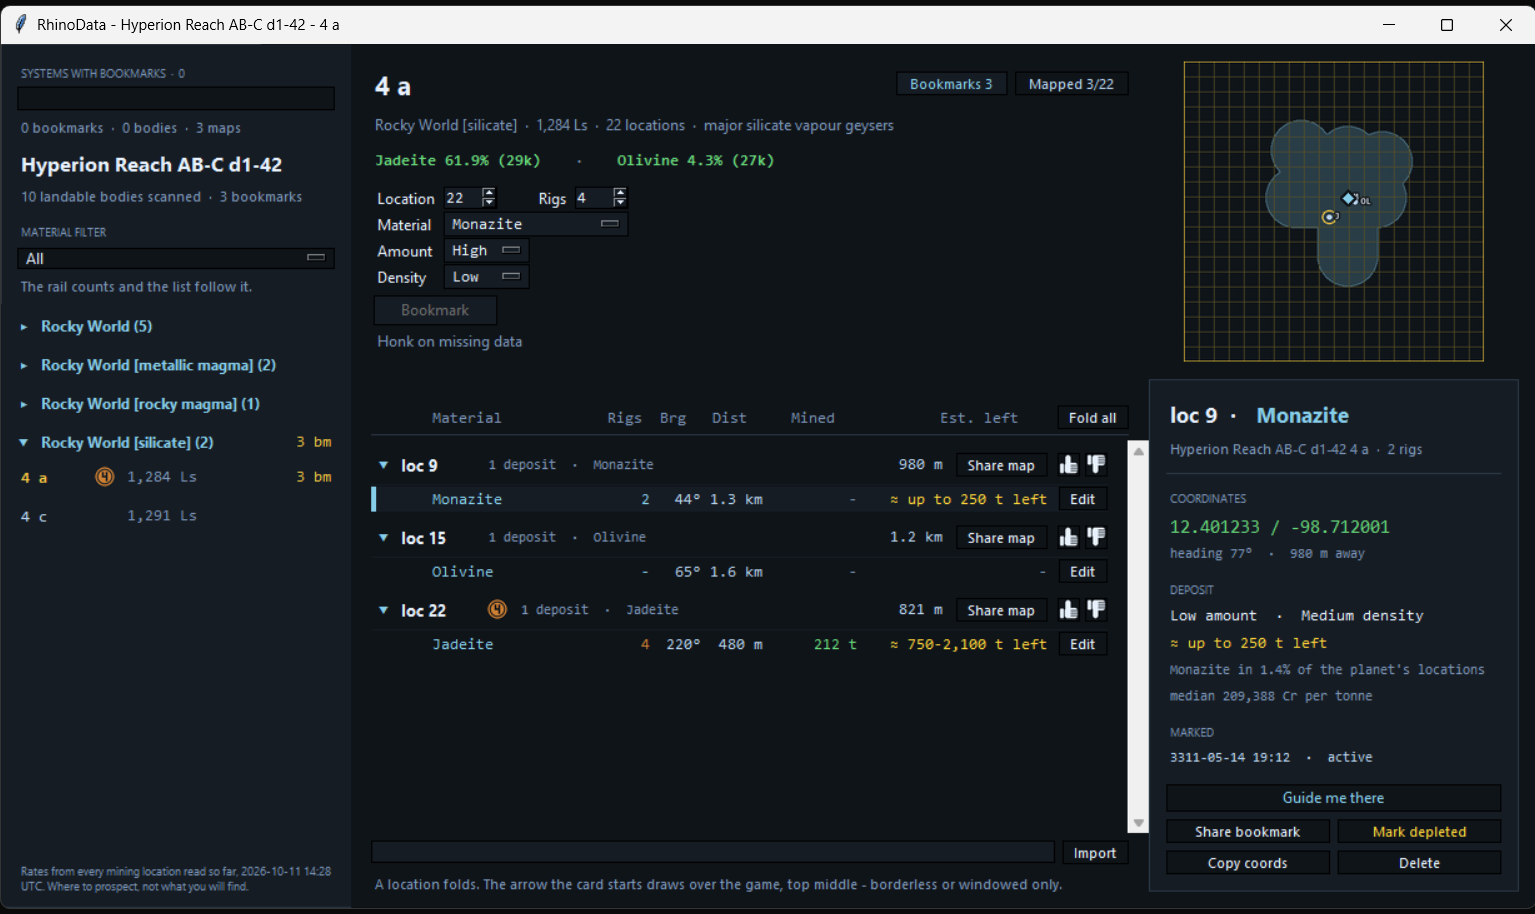 RhinoData - Hyperion Reach AB-C d1-42 - 4 a
SYSTEMS WITH BOOKMARKS · 0
0 bookmarks · 0 bodies · 3 maps
Hyperion Reach AB-C d1-42
10 landable bodies scanned · 3 bookmarks
MATERIAL FILTER
All
The rail counts and the list follow it.
Rocky World (5)
Rocky World [metallic magma] (2)
Rocky World [rocky magma] (1)
Rocky World [silicate] (2) 3 bm
4 a 4 1,284 Ls 3 bm
4 c 1,291 Ls
Rates from every mining location read so far, 2026-10-11 14:28
UTC. Where to prospect, not what you will find.
4 a Bookmarks 3 Mapped 3/22
Rocky World [silicate] · 1,284 Ls · 22 locations · major silicate vapour geysers
Jadeite 61.9% (29k) · Olivine 4.3% (27k)
Location 22 Rigs 4
Material Monazite
Amount High
Density Low
Bookmark
Honk on missing data
Material Rigs Brg Dist Mined Est. left Fold all
loc 9 1 deposit · Monazite 980 m Share map
Monazite 2 44° 1.3 km - ≈ up to 250 t left Edit
loc 15 1 deposit · Olivine 1.2 km Share map
Olivine - 65° 1.6 km - - Edit
loc 22 4 1 deposit · Jadeite 821 m Share map
Jadeite 4 220° 480 m 212 t ≈ 750-2,100 t left Edit
Import
A location folds. The arrow the card starts draws over the game, top middle - borderless or windowed only.
OL
J
loc 9 · Monazite
Hyperion Reach AB-C d1-42 4 a · 2 rigs
COORDINATES
12.401233 / -98.712001
heading 77° · 980 m away
DEPOSIT
Low amount · Medium density
≈ up to 250 t left
Monazite in 1.4% of the planet's locations
median 209,388 Cr per tonne
MARKED
3311-05-14 19:12 · active
Guide me there
Share bookmark Mark depleted
Copy coords Delete